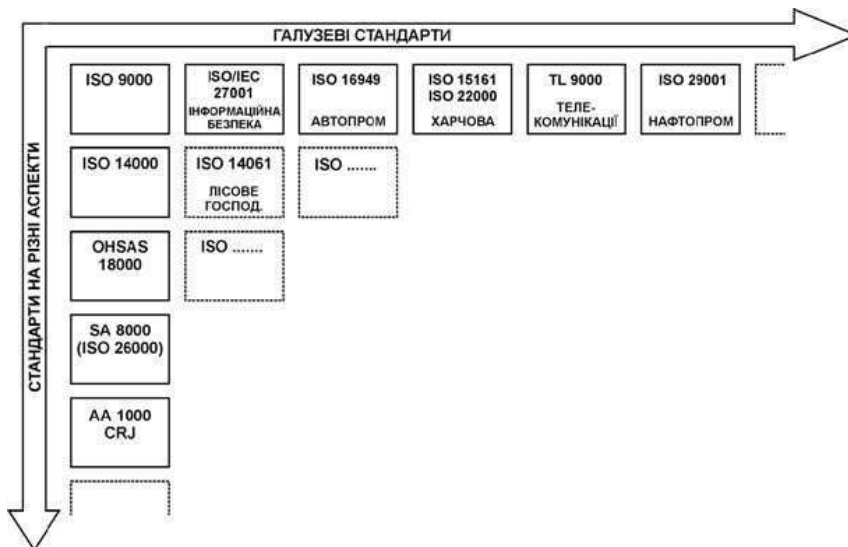 ГАЛУЗЕВІ СТАНДАРТИ
СТАНДАРТИ НА РІЗНІ АСПЕКТИ
ISO 9000
ISO/IEC
27001
ІНФОРМАЦІЙНА
БЕЗПЕКА
ISO 16949
АВТОПРОМ
ISO 15161
ISO 22000
ХАРЧОВА
TL 9000
ТЕЛЕ-
КОМУНІКАЦІЇ
ISO 29001
НАФТОПРОМ
ISO 14000
ISO 14061
ЛІСОВЕ
ГОСПОД.
ISO .......
OHSAS
18000
ISO .......
SA 8000
(ISO 26000)
AA 1000
CRJ